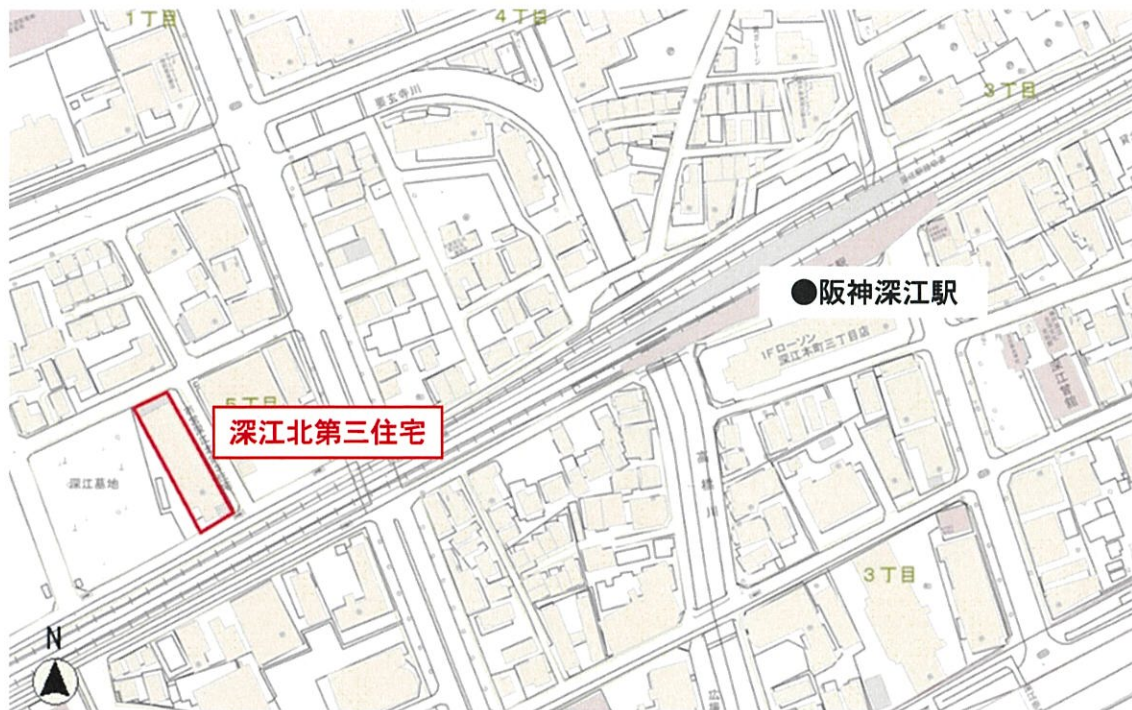 1丁目
4丁目
要玄寺川
3丁目
●阪神深江駅
1Fローソン
深江本町三丁目店
深江会館
5丁目
深江北第三住宅
深江墓地
高橋川
3丁目
N